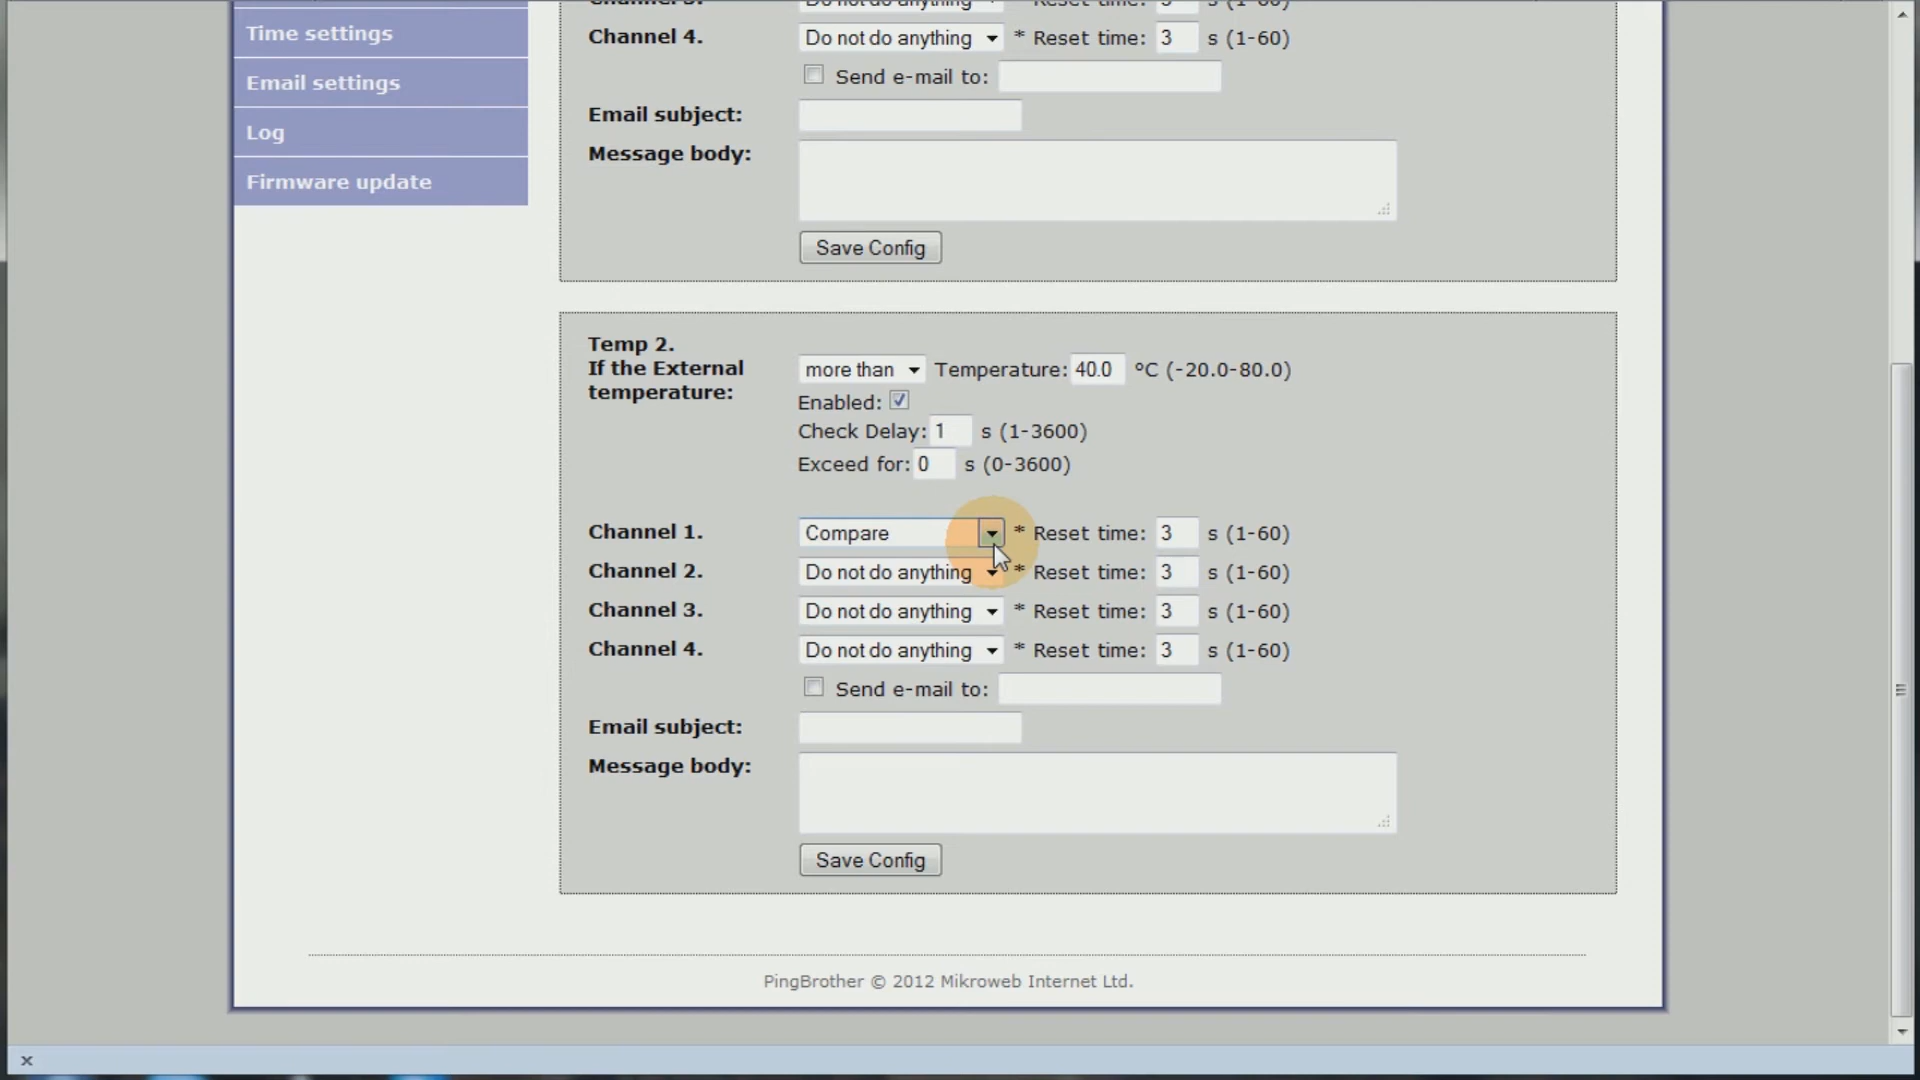 Time settings
Email settings
Log
Firmware update
Channel 4. Do not do anything * Reset time: 3 s (1-60)
Send e-mail to:
Email subject:
Message body:
Save Config
Temp 2.
If the External
temperature:
more than Temperature: 40.0 °C (-20.0-80.0)
Enabled:
Check Delay: 1 s (1-3600)
Exceed for: 0 s (0-3600)
Channel 1. Compare * Reset time: 3 s (1-60)
Channel 2. Do not do anything * Reset time: 3 s (1-60)
Channel 3. Do not do anything * Reset time: 3 s (1-60)
Channel 4. Do not do anything * Reset time: 3 s (1-60)
Send e-mail to:
Email subject:
Message body:
Save Config
PingBrother © 2012 Mikroweb Internet Ltd.